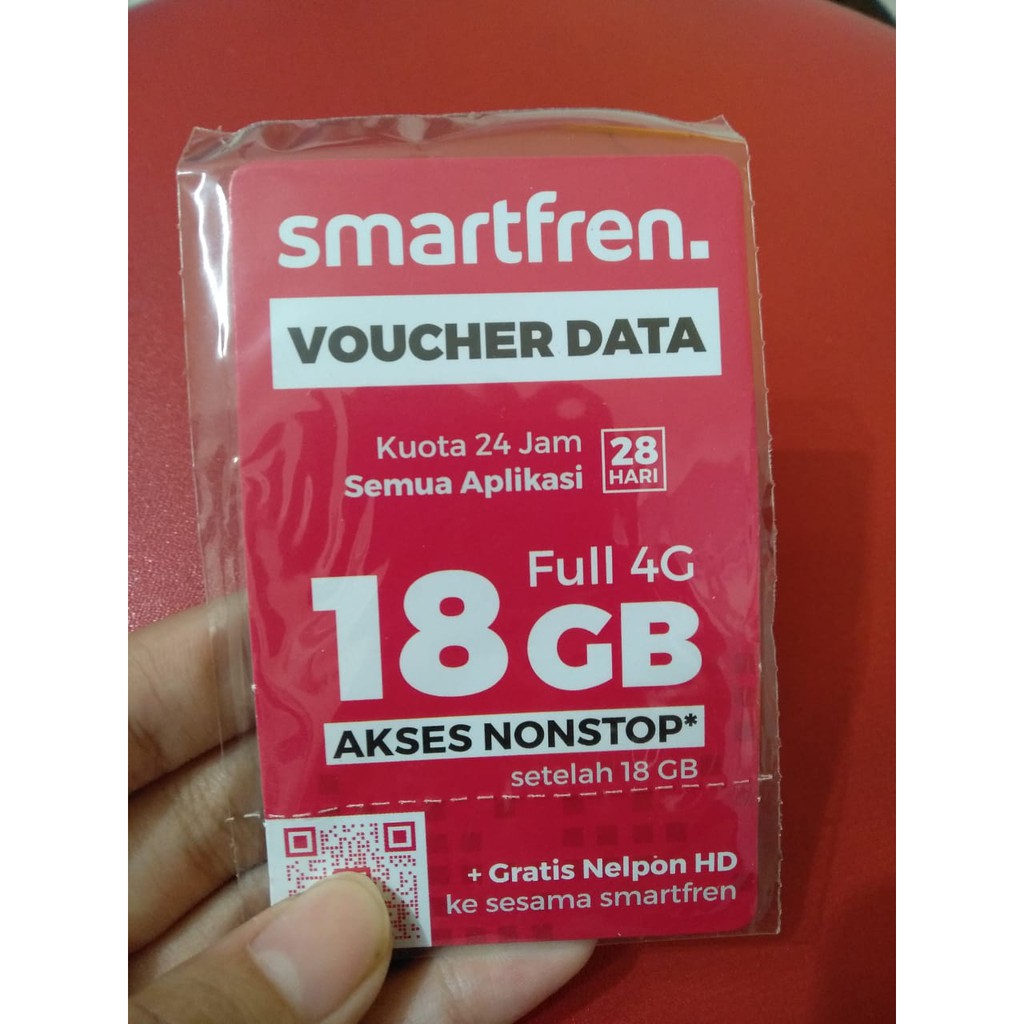 smartfren.
VOUCHER DATA
Kuota 24 Jam
Semua Aplikasi
28
HARI
Full 4G
18 GB
AKSES NONSTOP*
setelah 18 GB
+ Gratis Nelpon HD
ke sesama smartfren